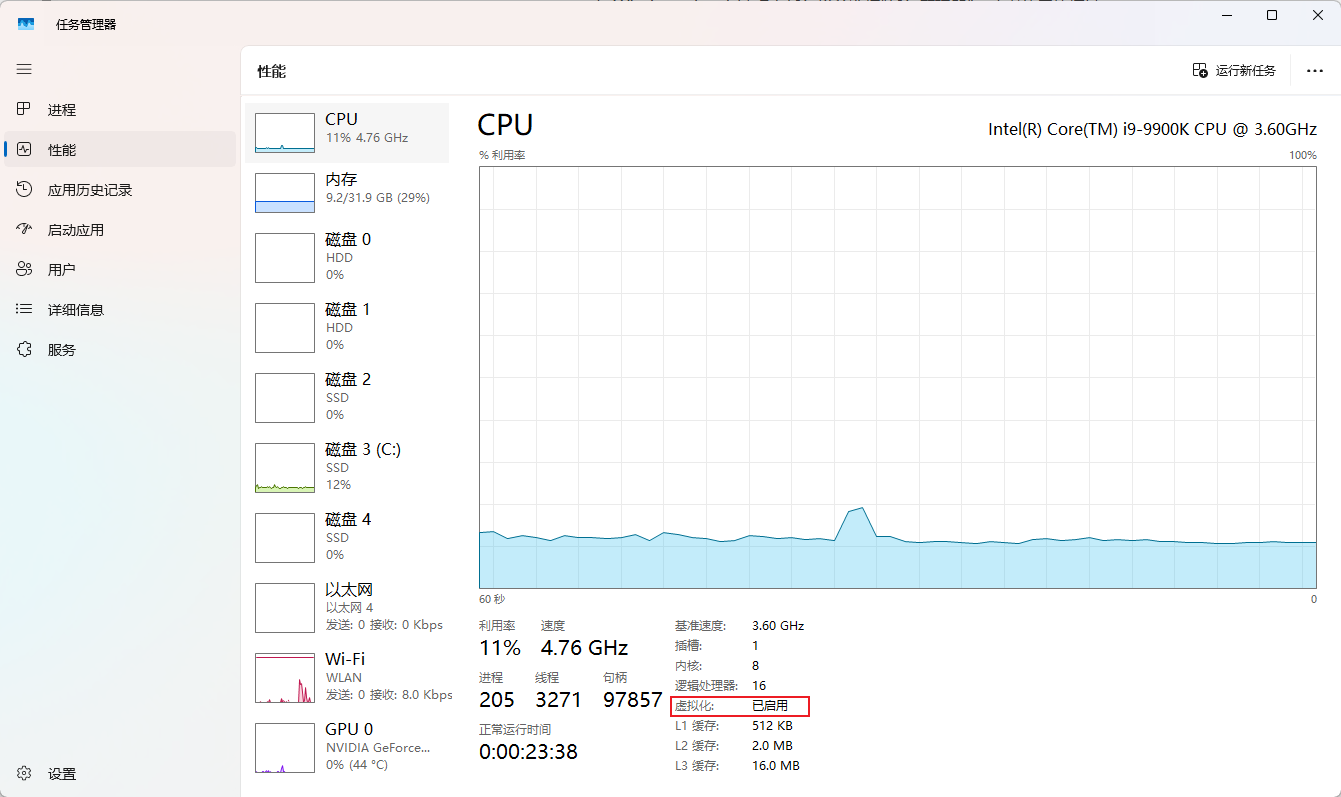 任务管理器
进程
性能
应用历史记录
启动应用
用户
详细信息
服务
设置
性能
运行新任务
CPU
11% 4.76 GHz
内存
9.2/31.9 GB (29%)
磁盘 0
HDD
0%
磁盘 1
HDD
0%
磁盘 2
SSD
0%
磁盘 3 (C:)
SSD
12%
磁盘 4
SSD
0%
以太网
以太网 4
发送: 0 接收: 0 Kbps
Wi-Fi
WLAN
发送: 0 接收: 8.0 Kbps
GPU 0
NVIDIA GeForce...
0% (44 °C)
CPU
Intel(R) Core(TM) i9-9900K CPU @ 3.60GHz
% 利用率
100%
60 秒
0
利用率
速度
11%
4.76 GHz
进程
线程
句柄
205
3271
97857
正常运行时间
0:00:23:38
基准速度: 3.60 GHz
插槽: 1
内核: 8
逻辑处理器: 16
虚拟化: 已启用
L1 缓存: 512 KB
L2 缓存: 2.0 MB
L3 缓存: 16.0 MB